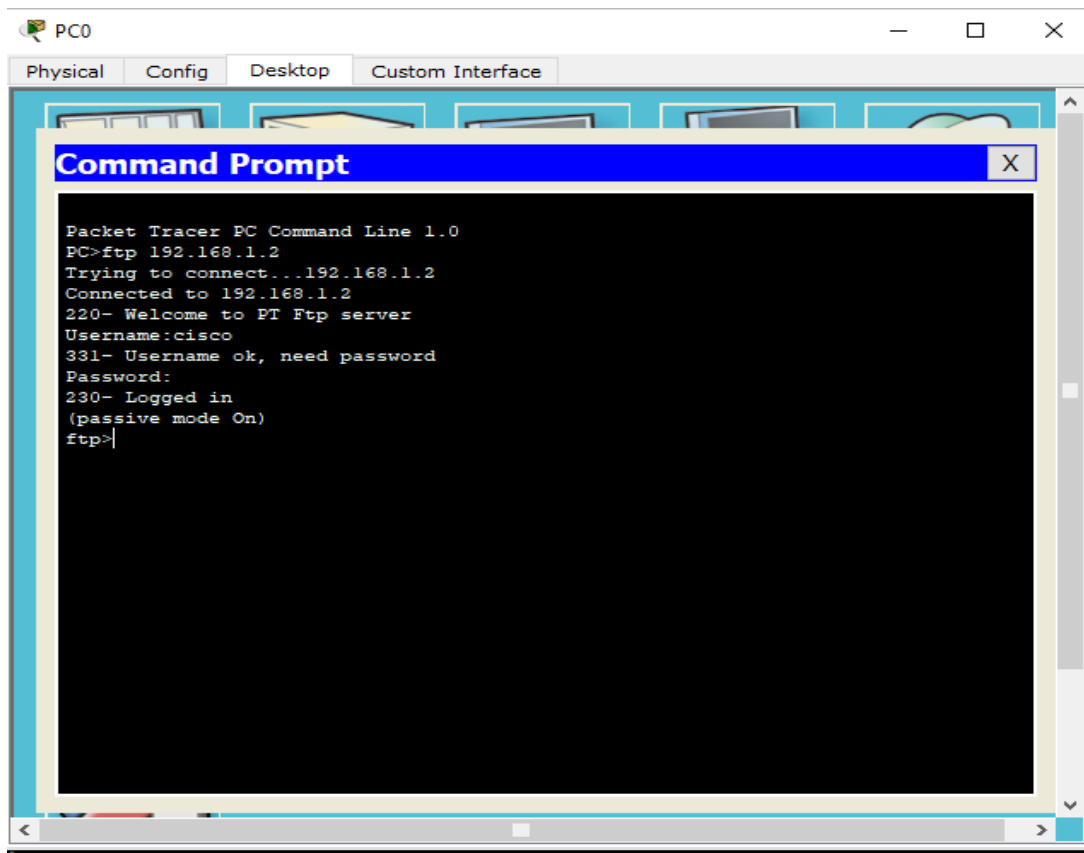 PC0
Physical Config Desktop Custom Interface
Command Prompt X
Packet Tracer PC Command Line 1.0
PC>ftp 192.168.1.2
Trying to connect...192.168.1.2
Connected to 192.168.1.2
220- Welcome to PT Ftp server
Username:cisco
331- Username ok, need password
Password:
230- Logged in
(passive mode On)
ftp>